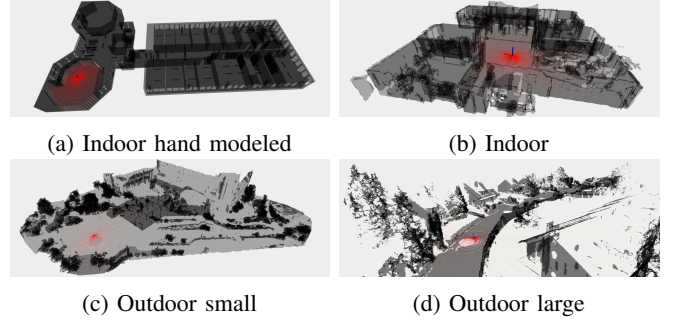 (a) Indoor hand modeled
(b) Indoor
(c) Outdoor small
(d) Outdoor large